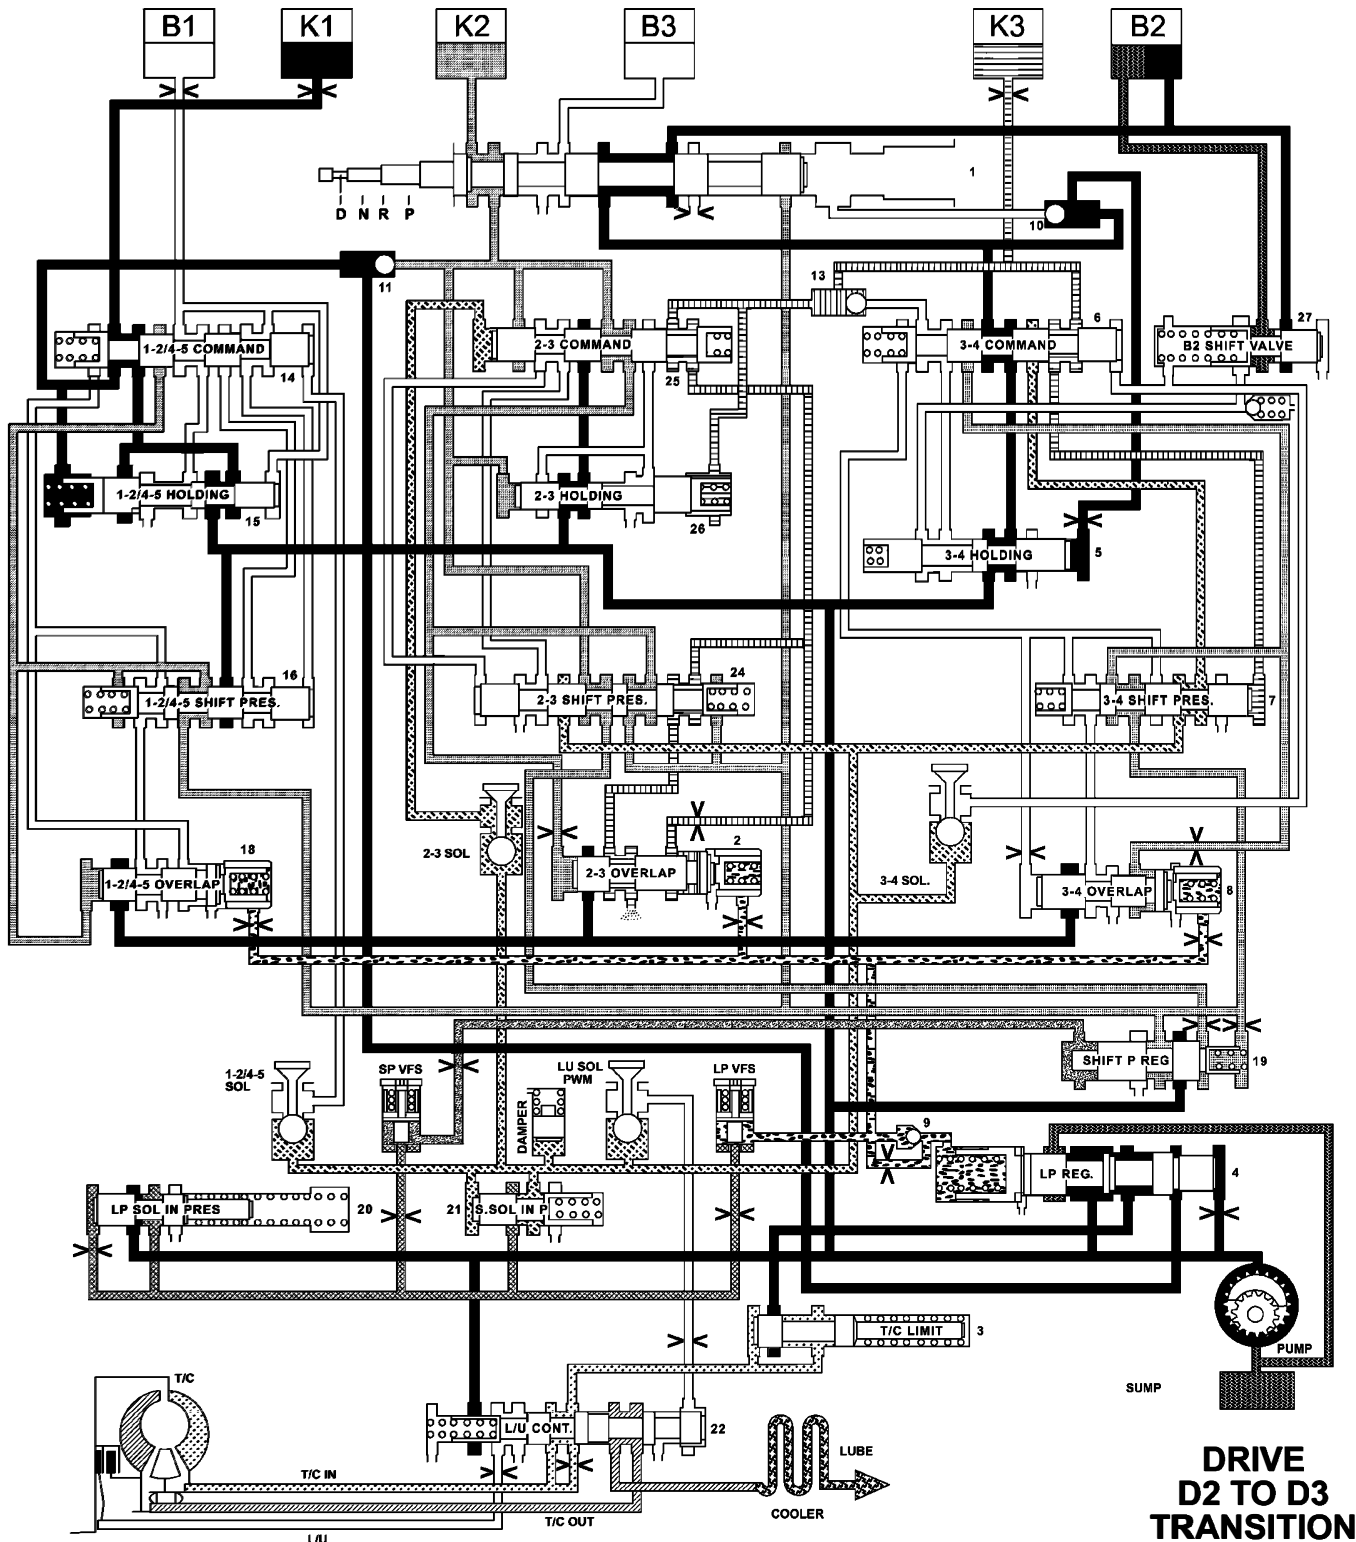 B1
K1
K2
B3
K3
B2
1
D N R P
10
11
13
6
27
1-2/4-5 COMMAND
2-3 COMMAND
3-4 COMMAND
B2 SHIFT VALVE
14
25
1-2/4-5 HOLDING
2-3 HOLDING
15
26
3-4 HOLDING
5
16
24
1-2/4-5 SHIFT PRES.
2-3 SHIFT PRES.
3-4 SHIFT PRES.
7
2-3 SOL
18
2
3-4 SOL.
1-2/4-5 OVERLAP
2-3 OVERLAP
3-4 OVERLAP
8
SHIFT P REG
19
1-2/4-5
SOL
SP VFS
LU SOL
PWM
LP VFS
DAMPER
9
LP REG.
4
LP SOL IN PRES
20
21
S.SOL IN P
T/C LIMIT
3
PUMP
SUMP
T/C
L/U CONT.
22
LUBE
T/C IN
COOLER
T/C OUT
L/U
DRIVE
D2 TO D3
TRANSITION